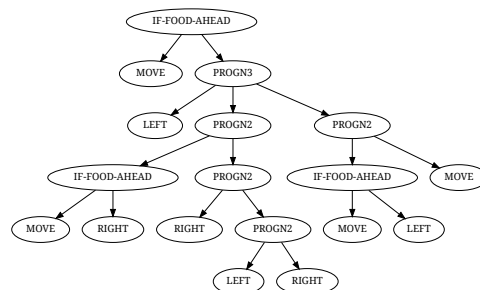 IF-FOOD-AHEAD
MOVE PROGN3
LEFT PROGN2 PROGN2
IF-FOOD-AHEAD PROGN2 IF-FOOD-AHEAD MOVE
MOVE RIGHT RIGHT PROGN2 MOVE LEFT
LEFT RIGHT